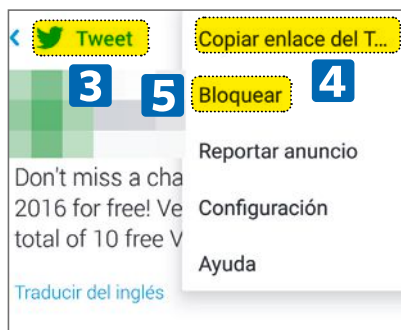 Tweet
3
Copiar enlace del T...
4
5
Bloquear
Reportar anuncio
Configuración
Ayuda
Don't miss a cha
2016 for free! Ve
total of 10 free V
Traducir del inglés